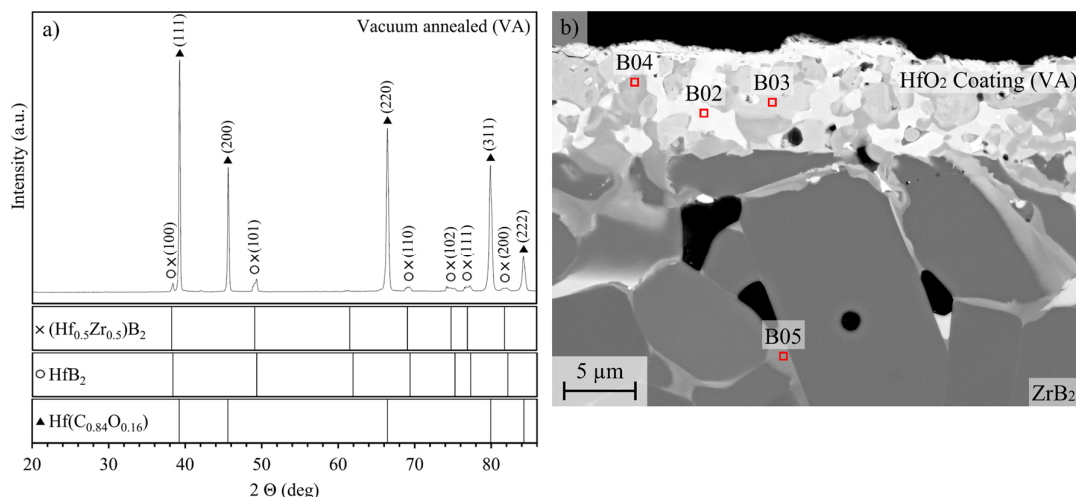 a)
Vacuum annealed (VA)
Intensity (a.u.)
▲(111)
▲(200)
▲(220)
▲(311)
▲(222)
○×(100)
○×(101)
○×(110)
○×(102)
○×(111)
○×(200)
× (Hf₀.₅Zr₀.₅)B₂
○ HfB₂
▲ Hf(C₀.₈₄O₀.₁₆)
20 30 40 50 60 70 80
2 Θ (deg)
b)
B04
B03
HfO₂ Coating (VA)
B02
B05
5 µm
ZrB₂